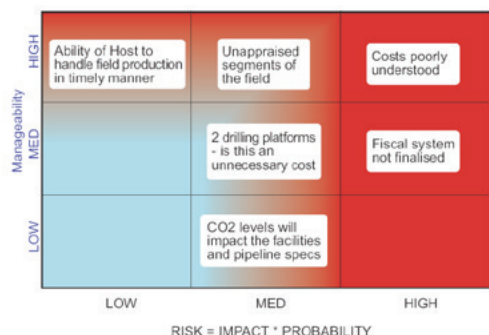 Manageability
HIGH
MED
LOW
Ability of Host to
handle field production
in timely manner
Unappraised
segments of
the field
Costs poorly
understood
2 drilling platforms
- is this an
unnecessary cost
Fiscal system
not finalised
CO2 levels will
impact the facilities
and pipeline specs
LOW
MED
HIGH
RISK = IMPACT * PROBABILITY